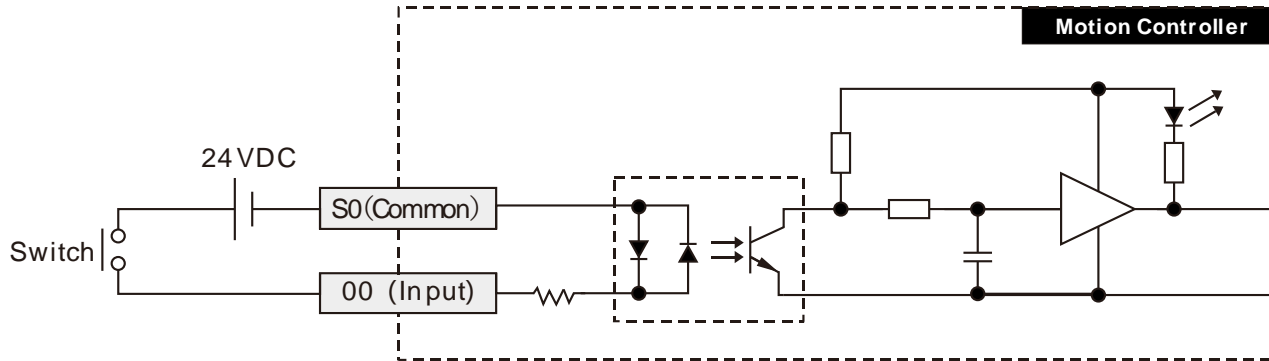 Motion Controller
24VDC
S0(Common)
Switch
00 (Input)